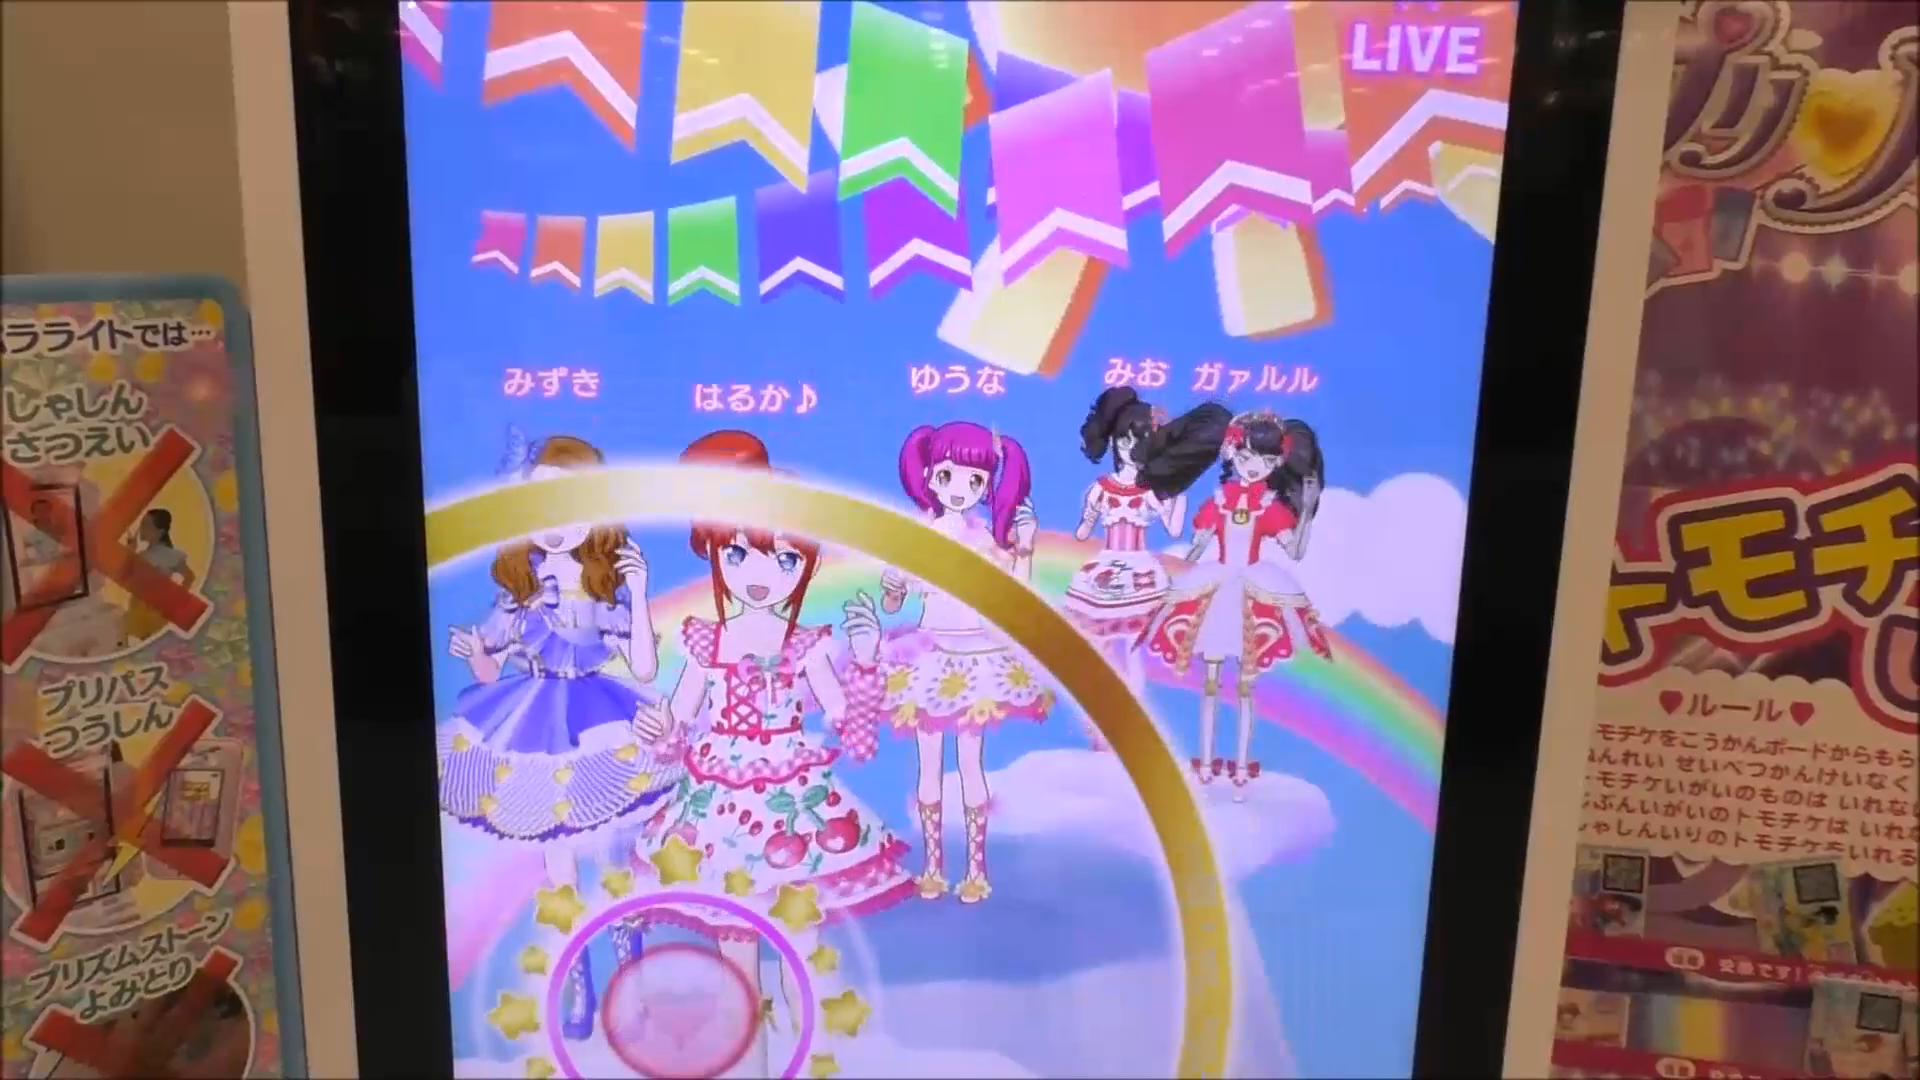 LIVE
みずき
はるか♪
ゆうな
みお
ガァルル
パラライトでは…
しゃしん
さつえい
プリパス
つうしん
プリズムストーン
よみとり
トモチケ
♥ルール♥
モチケをこうかんボードからもら
ねんれい せいべつかんけいなく
トモチケいがいのものは いれな
じぶんいがいのトモチケは いれ
しゃしんいりのトモチケをいれる